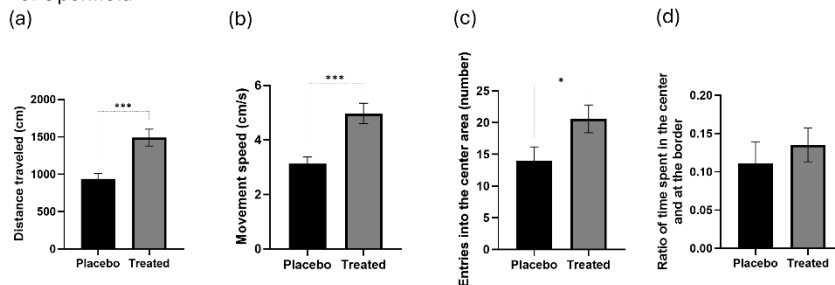 (a)
Distance traveled (cm)
2000
1500
1000
500
0
***
Placebo Treated
(b)
Movement speed (cm/s)
6
4
2
0
***
Placebo Treated
(c)
Entries into the center area (number)
25
20
15
10
5
0
*
Placebo Treated
(d)
Ratio of time spent in the center
and at the border
0.20
0.15
0.10
0.05
0.00
Placebo Treated